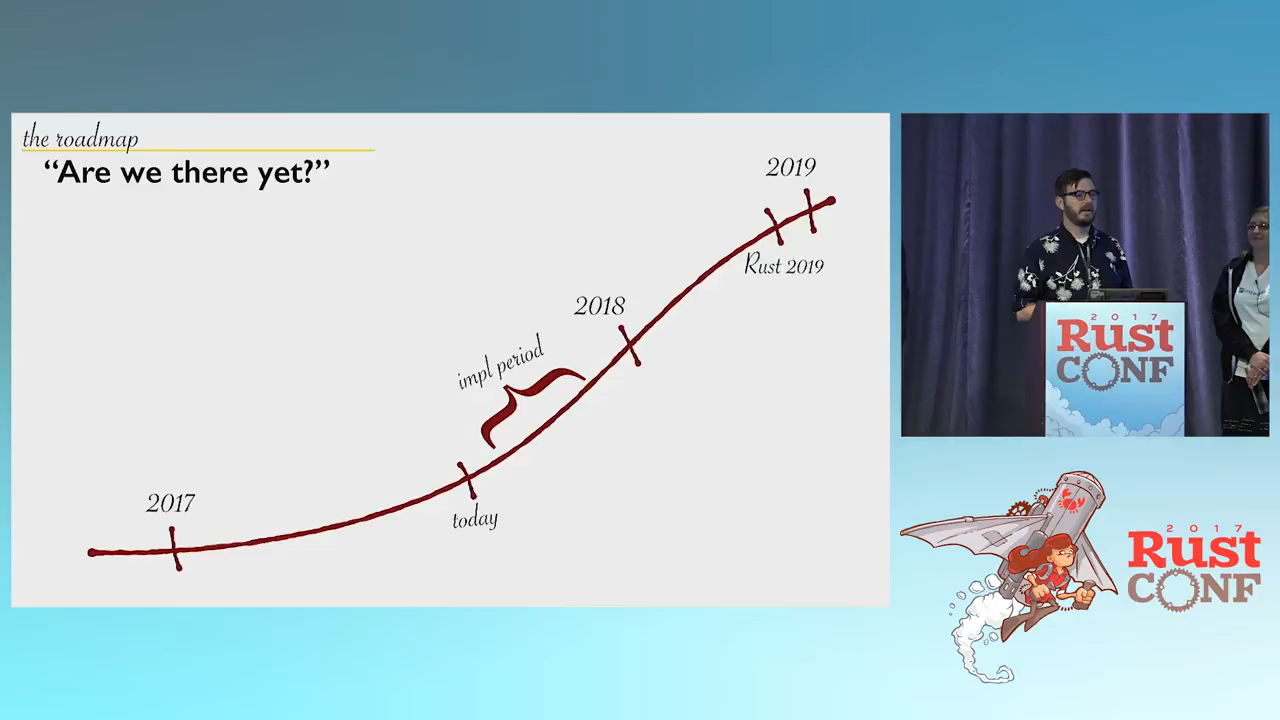 the roadmap
“Are we there yet?”
2019
Rust 2019
2018
impl period
2017
today
2017
Rust
CONF
2017
Rust
CONF